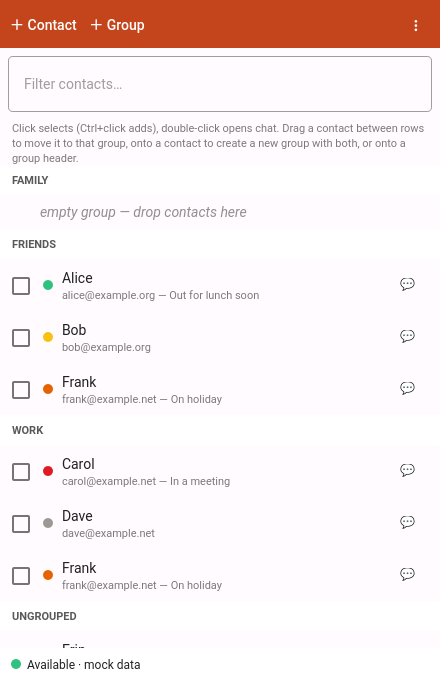 + Contact + Group
Filter contacts…
Click selects (Ctrl+click adds), double-click opens chat. Drag a contact between rows
to move it to that group, onto a contact to create a new group with both, or onto a
group header.
FAMILY
empty group — drop contacts here
FRIENDS
Alice
alice@example.org — Out for lunch soon
Bob
bob@example.org
Frank
frank@example.net — On holiday
WORK
Carol
carol@example.net — In a meeting
Dave
dave@example.net
Frank
frank@example.net — On holiday
UNGROUPED
Available · mock data